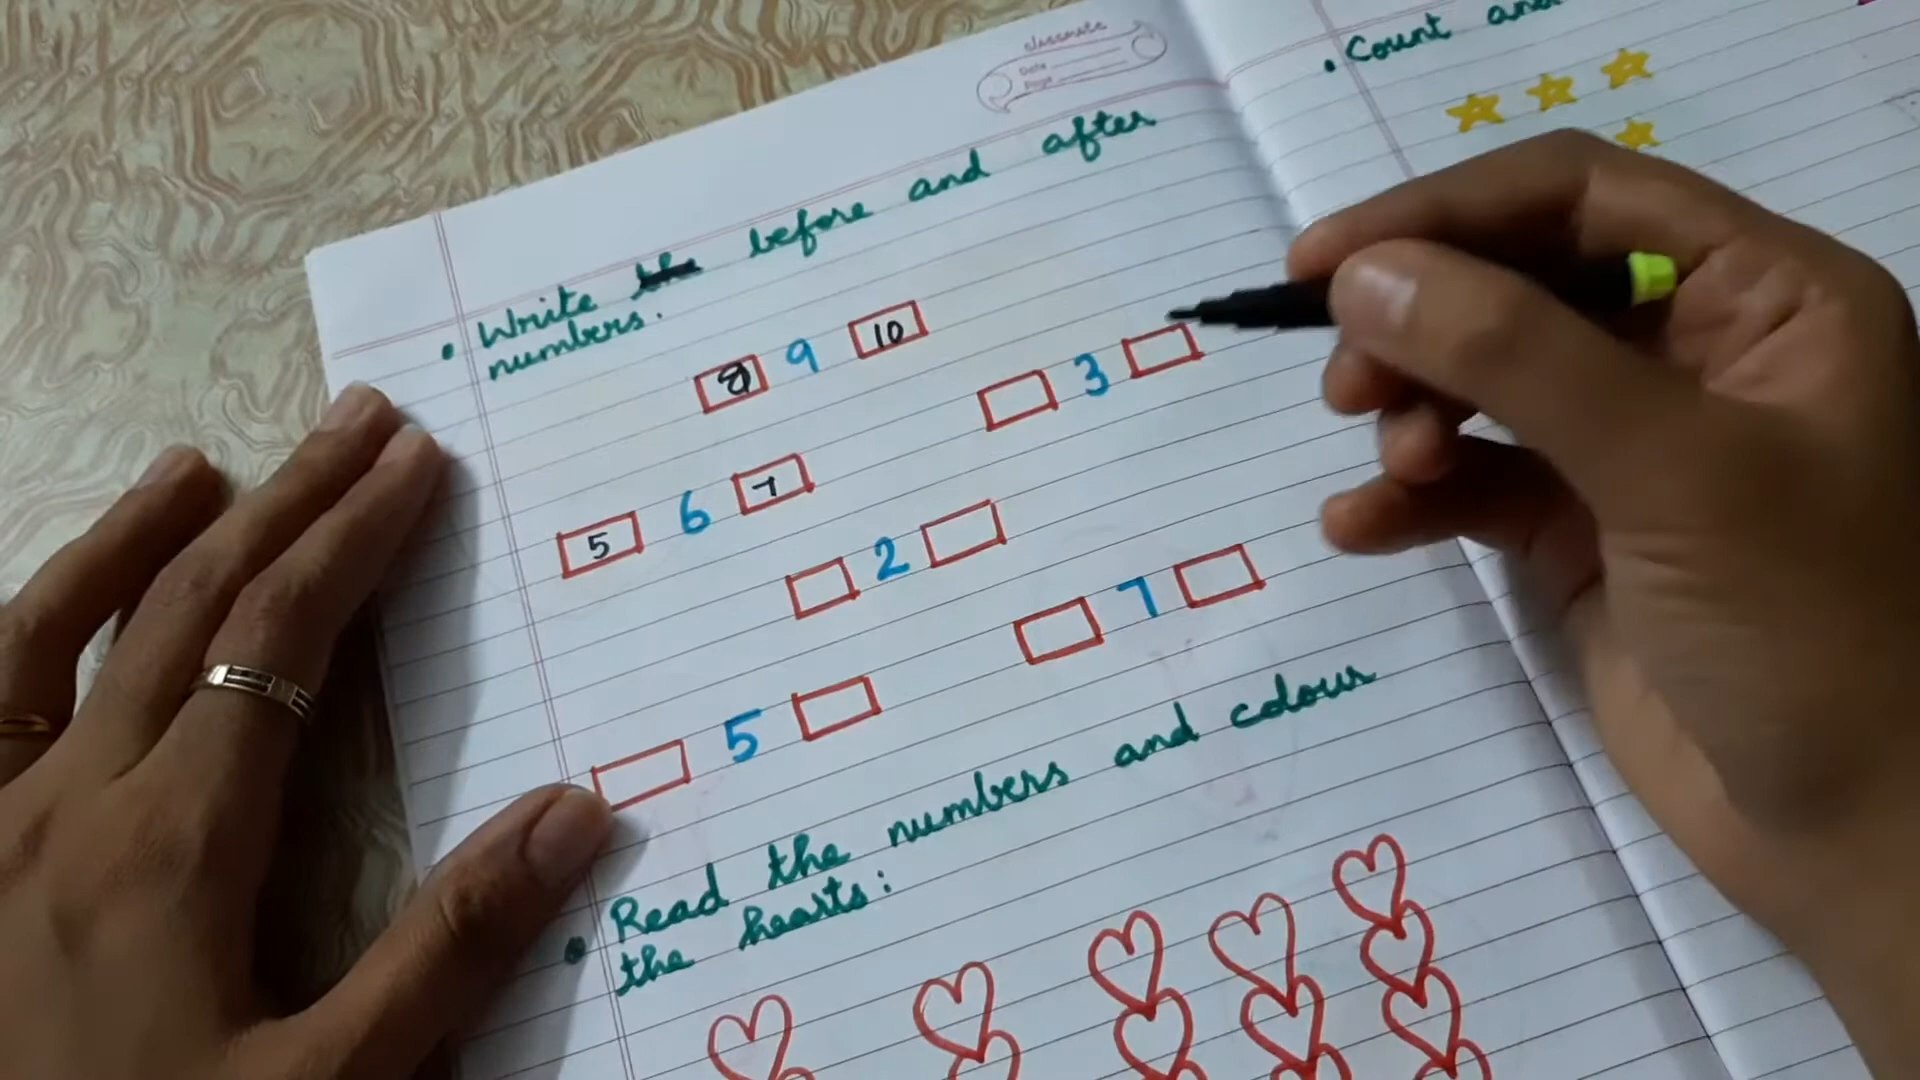 classmate
Date
Page
• Write before and after
numbers.
8 9 10
3
5 6 7
2
7
5
• Read the numbers and colour
the hearts:
• Count and